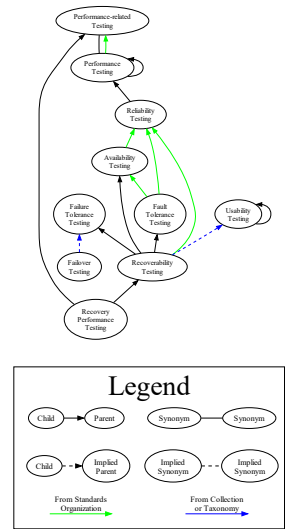 Performance-related
Testing
Performance
Testing
Reliability
Testing
Availability
Testing
Failure
Tolerance
Testing
Fault
Tolerance
Testing
Usability
Testing
Failover
Testing
Recoverability
Testing
Recovery
Performance
Testing
Legend
Child
Parent
Synonym
Synonym
Child
Implied
Parent
Implied
Synonym
Implied
Synonym
From Standards
Organization
From Collection
or Taxonomy